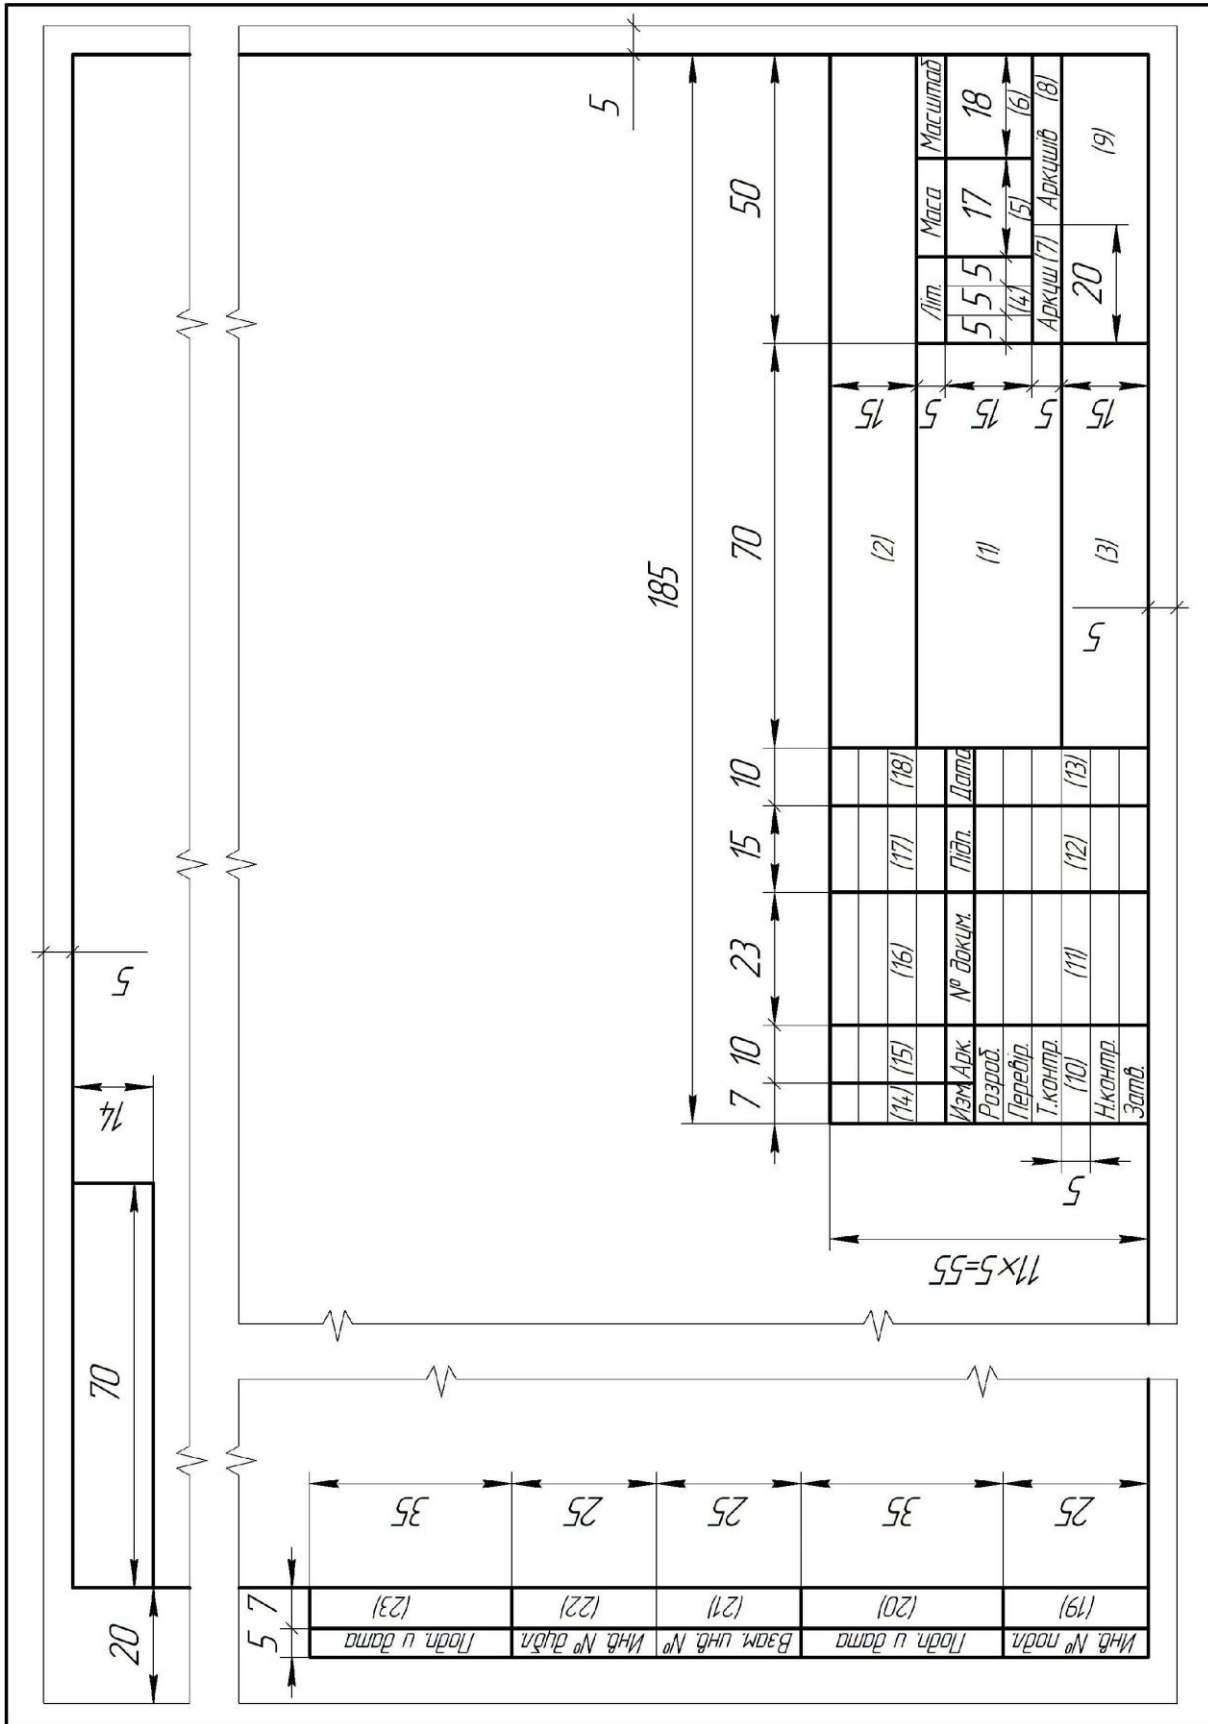 20
70
14
5
5
185
7
10
23
15
10
70
50
(14)
(15)
(16)
(17)
(18)
(2)
15
Изм.
Арк.
№ докум.
Підп.
Дата
5
Літ.
Маса
Масштаб
Розроб.
(1)
15
5
5
5
17
18
Перевір.
(4)
(5)
(6)
Т.контр.
5
Аркуш (7)
Аркушів
(8)
(10)
(11)
(12)
(13)
(3)
15
20
(9)
Н.контр.
Затв.
5
5
11×5=55
5
7
Подп. и дата
(23)
35
Инв. № дубл.
(22)
25
Взам. инв. №
(21)
25
Подп. и дата
(20)
35
Инв. № подл.
(19)
25